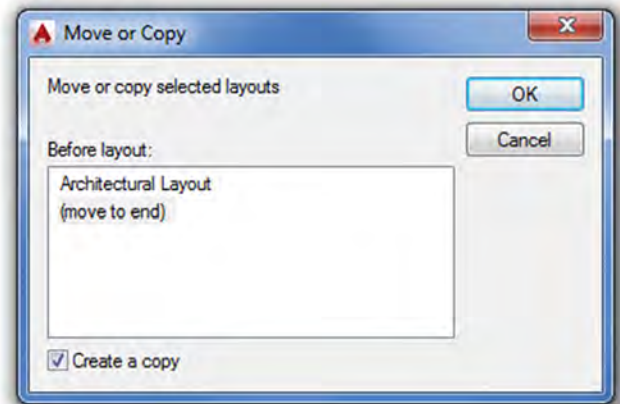 Move or Copy
Move or copy selected layouts
OK
Cancel
Before layout:
Architectural Layout
(move to end)
Create a copy